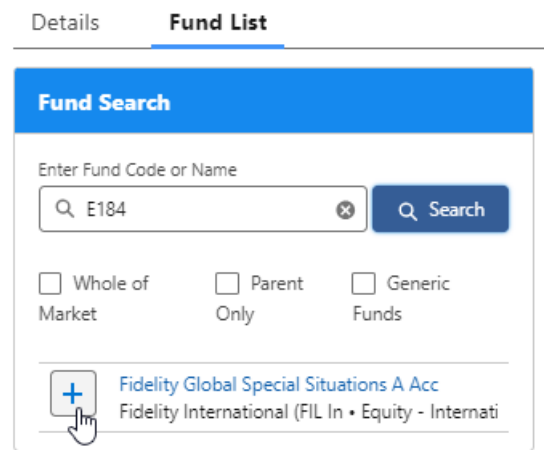 Details Fund List
Fund Search
Enter Fund Code or Name
E184 Search
Whole of Market
Parent Only
Generic Funds
Fidelity Global Special Situations A Acc
Fidelity International (FIL In • Equity - Internati